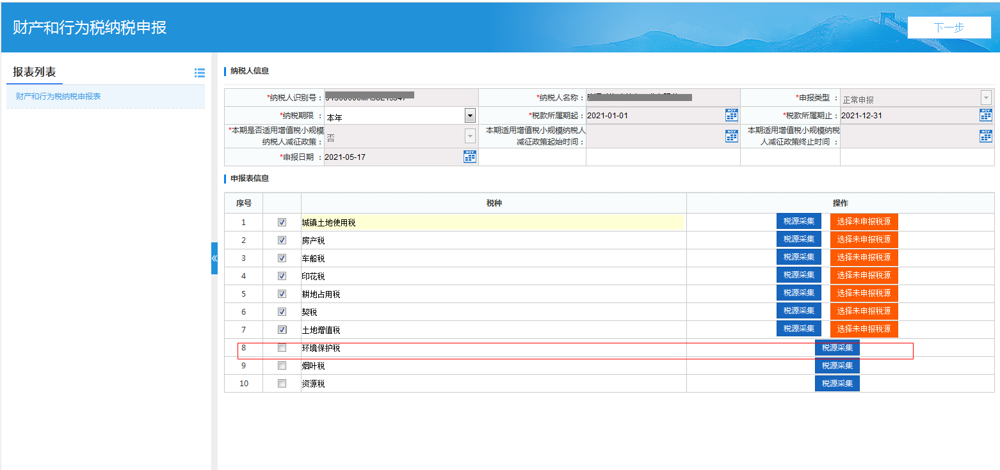 财产和行为税纳税申报
下一步
报表列表
财产和行为税纳税申报表
纳税人信息
*纳税人识别号：
*纳税人名称：
*申报类型 ：
正常申报
*纳税期限 ：
本年
*税款所属期起：
2021-01-01
*税款所属期止：
2021-12-31
*本期是否适用增值税小规模
纳税人减征政策：
否
本期适用增值税小规模纳税人
减征政策起始时间：
本期适用增值税小规模纳税
人减征政策终止时间 ：
*申报日期 ：
2021-05-17
申报表信息
序号 税种 操作
1 城镇土地使用税 税源采集 选择未申报税源
2 房产税 税源采集 选择未申报税源
3 车船税 税源采集 选择未申报税源
4 印花税 税源采集 选择未申报税源
5 耕地占用税 税源采集 选择未申报税源
6 契税 税源采集 选择未申报税源
7 土地增值税 税源采集 选择未申报税源
8 环境保护税 税源采集
9 烟叶税 税源采集
10 资源税 税源采集